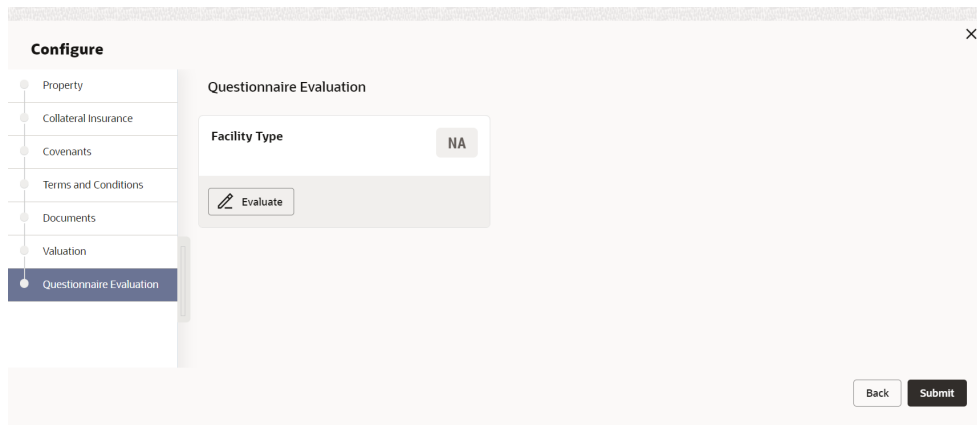 Configure
Property
Collateral Insurance
Covenants
Terms and Conditions
Documents
Valuation
Questionnaire Evaluation
Questionnaire Evaluation
Facility Type
NA
Evaluate
Back
Submit